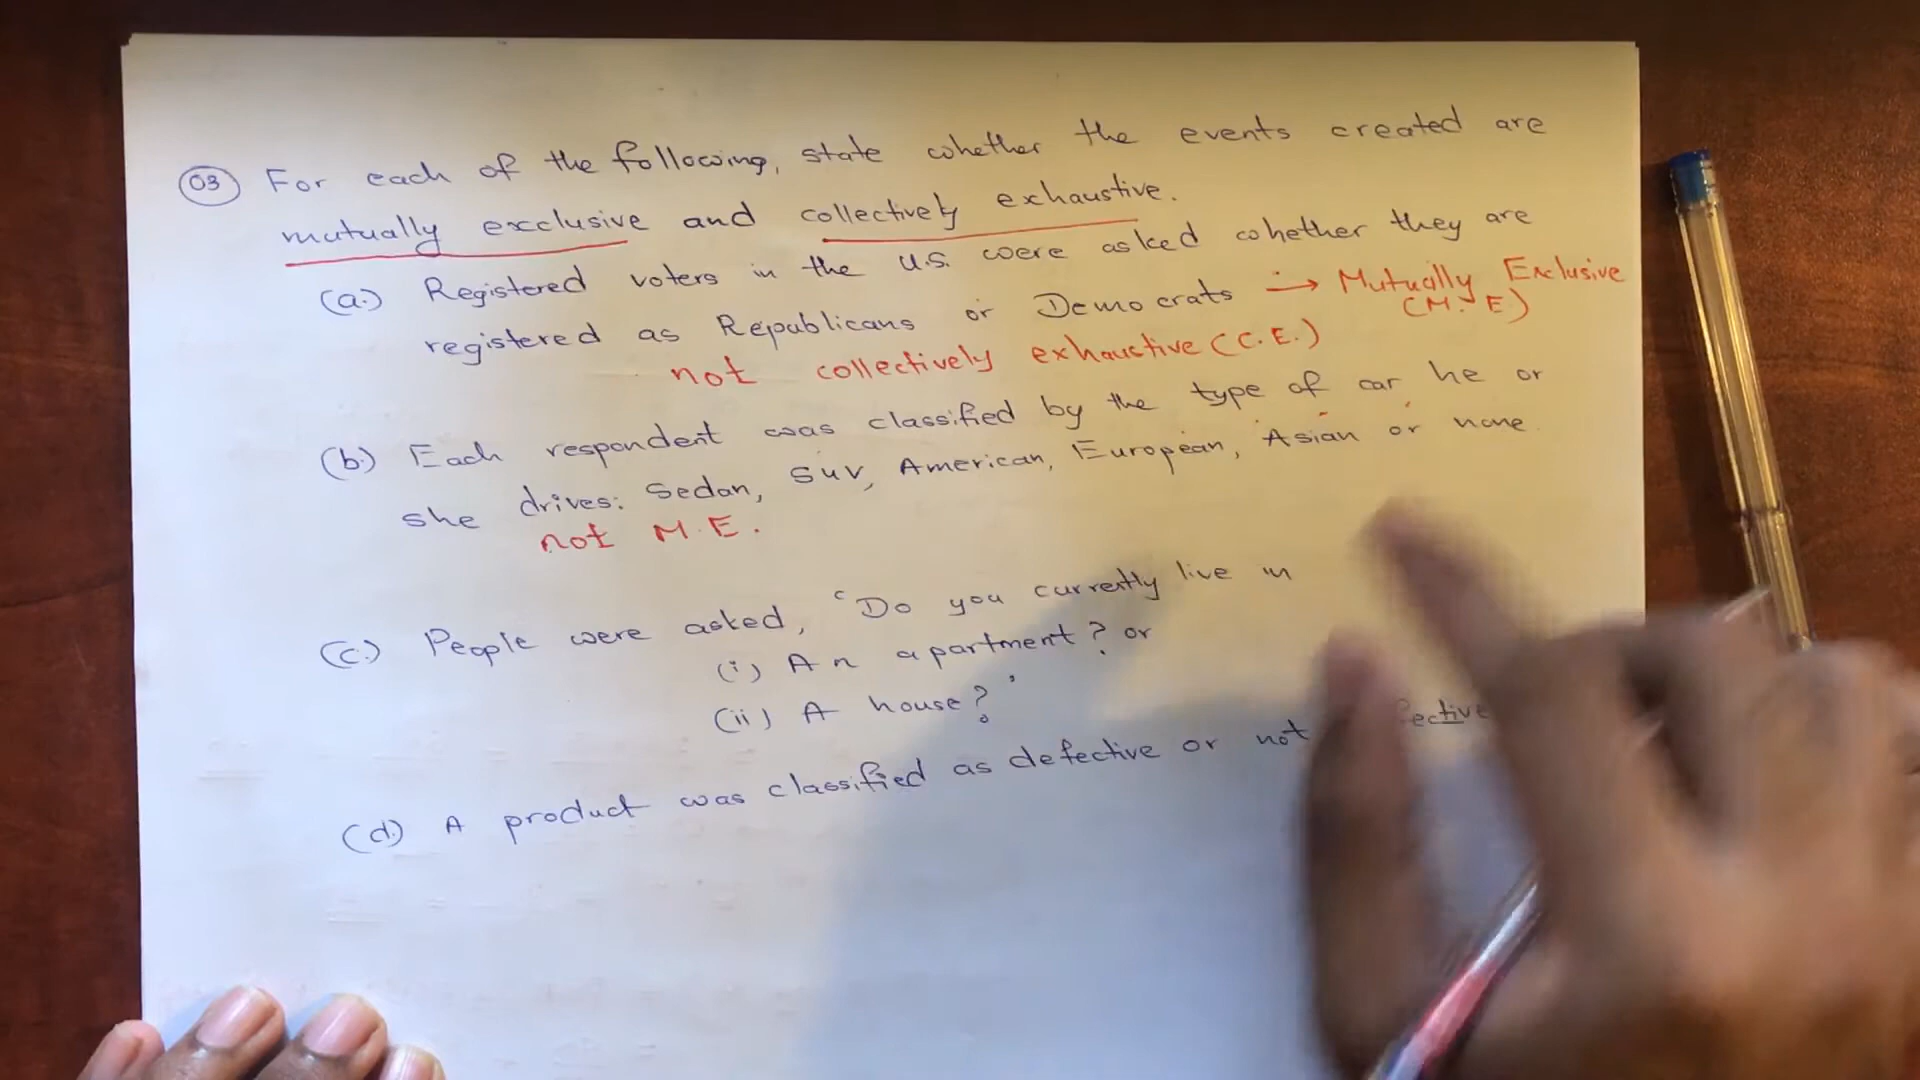 03 For each of the following, state whether the events created are
mutually exclusive and collectively exhaustive.
(a.) Registered voters in the U.S. were asked whether they are
registered as Republicans or Democrats → Mutually Exclusive
(M.E)
not collectively exhaustive (C.E.)
(b.) Each respondent was classified by the type of car he or
she drives: Sedan, SUV, American, European, Asian or none.
not M.E.
(c.) People were asked, ‘Do you currently live in
(i) An apartment? or
(ii) A house?’
(d.) A product was classified as defective or not